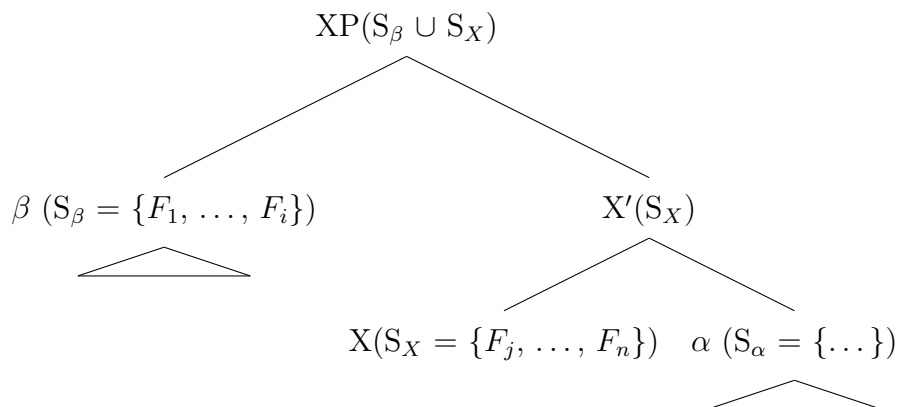 XP(S_β ∪ S_X)
β (S_β = {F_1, …, F_i}) X′(S_X)
X(S_X = {F_j, …, F_n}) α (S_α = {…})